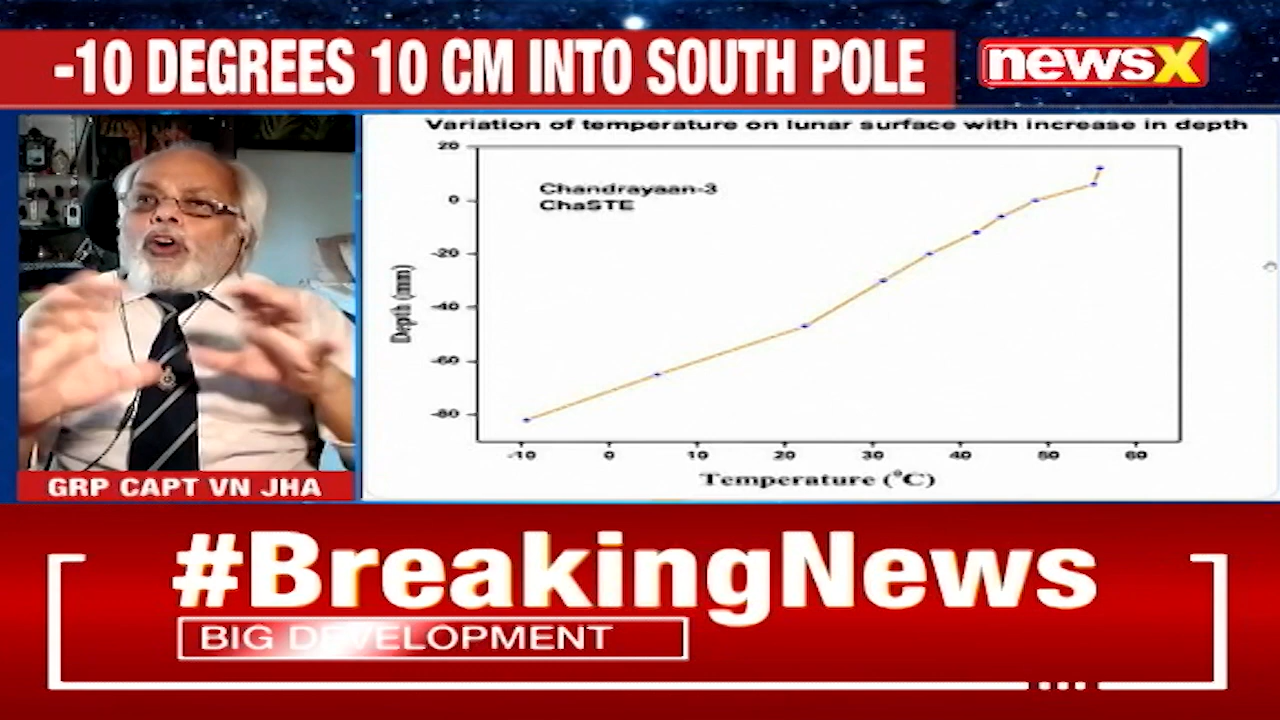 -10 DEGREES 10 CM INTO SOUTH POLE
newsX
Variation of temperature on lunar surface with increase in depth
Chandrayaan-3
ChaSTE
20
0
-20
-40
-60
-80
Depth (mm)
-10 0 10 20 30 40 50 60
Temperature (°C)
GRP CAPT VN JHA
#BreakingNews
BIG DEVELOPMENT